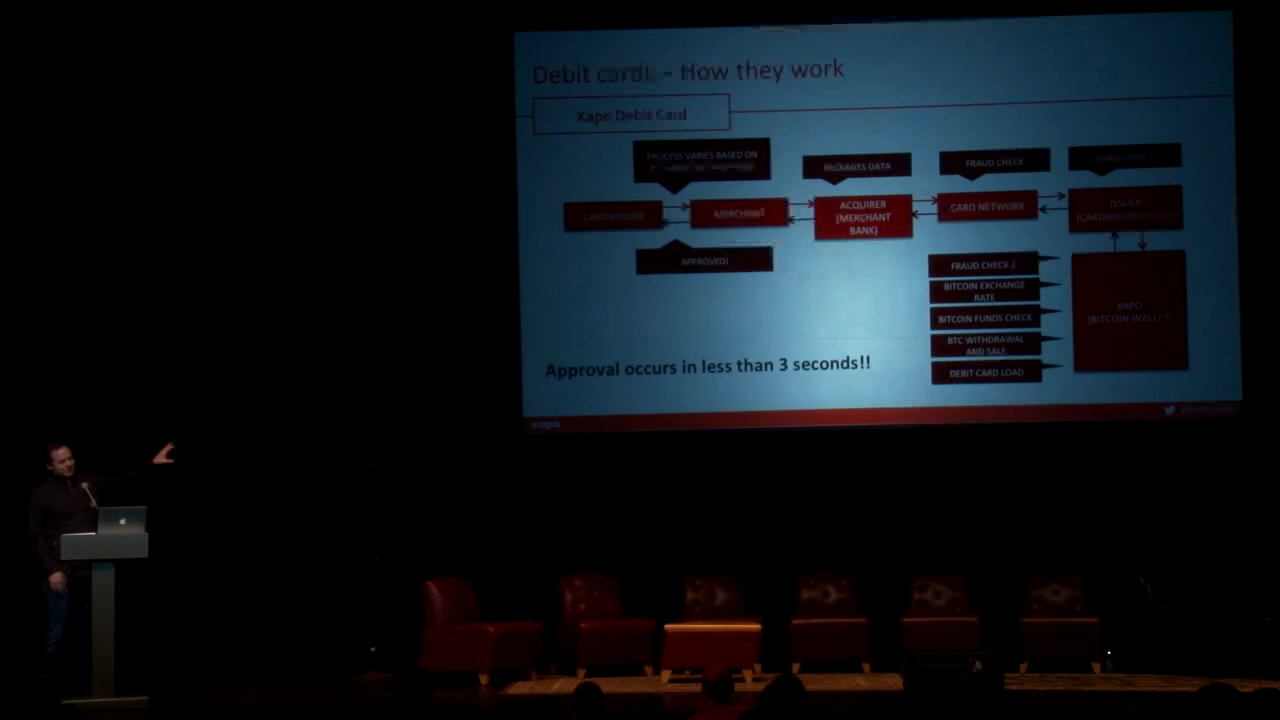 Debit cards - How they work
Xapo Debit Card
PROCESS VARIES BASED ON
PACKAGES DATA
FRAUD CHECK
MERCHANT
ACQUIRER
(MERCHANT
BANK)
CARD NETWORK
ISSUER
APPROVED!
FRAUD CHECK 2
BITCOIN EXCHANGE
RATE
BITCOIN FUNDS CHECK
BTC WITHDRAWAL
AND SALE
DEBIT CARD LOAD
XAPO
(BITCOIN WALLET)
Approval occurs in less than 3 seconds!!
xapo